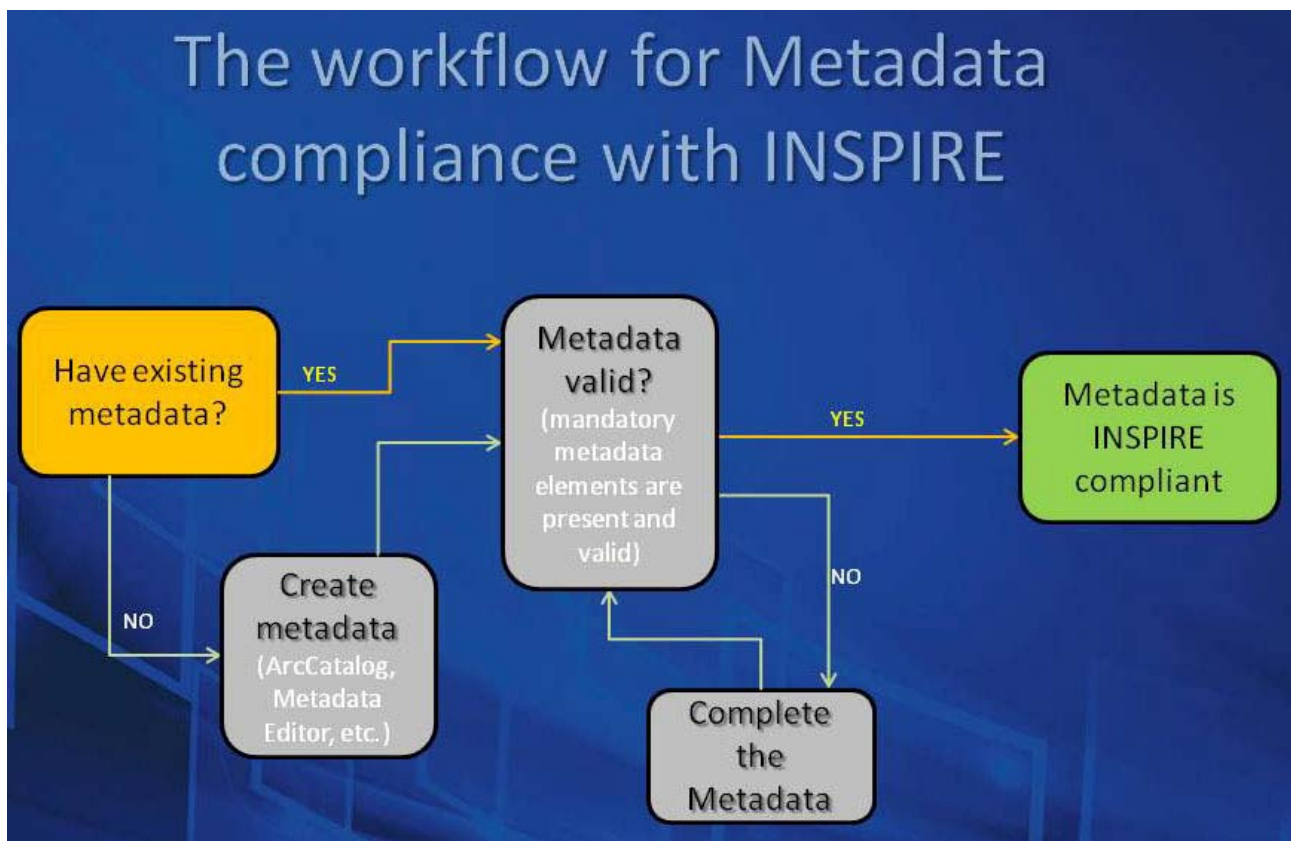 The workflow for Metadata
compliance with INSPIRE
Have existing
metadata?
YES
NO
Create
metadata
(ArcCatalog,
Metadata
Editor, etc.)
Metadata
valid?
(mandatory
metadata
elements are
present and
valid)
YES
NO
Complete
the
Metadata
Metadata is
INSPIRE
compliant